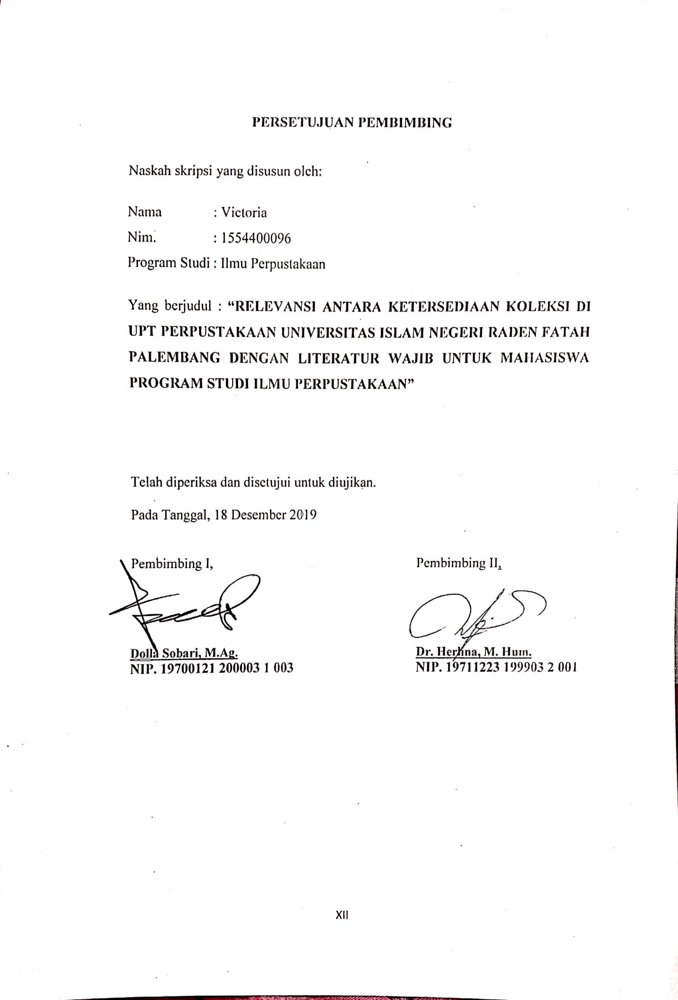 PERSETUJUAN PEMBIMBING
Naskah skripsi yang disusun oleh:
Nama : Victoria
Nim. : 1554400096
Program Studi : Ilmu Perpustakaan
Yang berjudul : “RELEVANSI ANTARA KETERSEDIAAN KOLEKSI DI
UPT PERPUSTAKAAN UNIVERSITAS ISLAM NEGERI RADEN FATAH
PALEMBANG DENGAN LITERATUR WAJIB UNTUK MAHASISWA
PROGRAM STUDI ILMU PERPUSTAKAAN”
Telah diperiksa dan disetujui untuk diujikan.
Pada Tanggal, 18 Desember 2019
Pembimbing I,
Dolla Sobari, M.Ag.
NIP. 19700121 200003 1 003
Pembimbing II,
Dr. Herlina, M. Hum.
NIP. 19711223 199903 2 001
XII